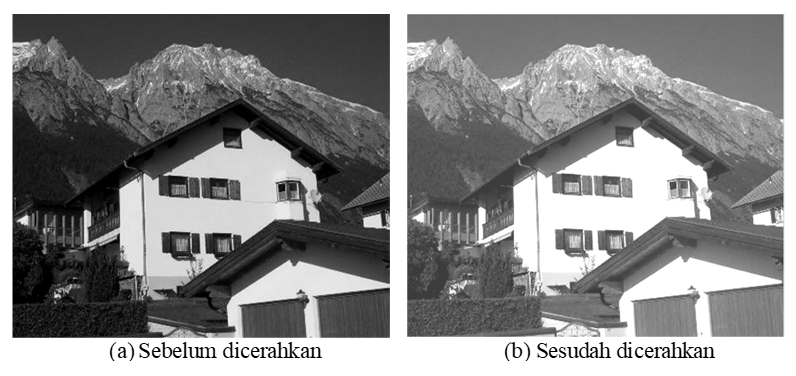 (a) Sebelum dicerahkan
(b) Sesudah dicerahkan